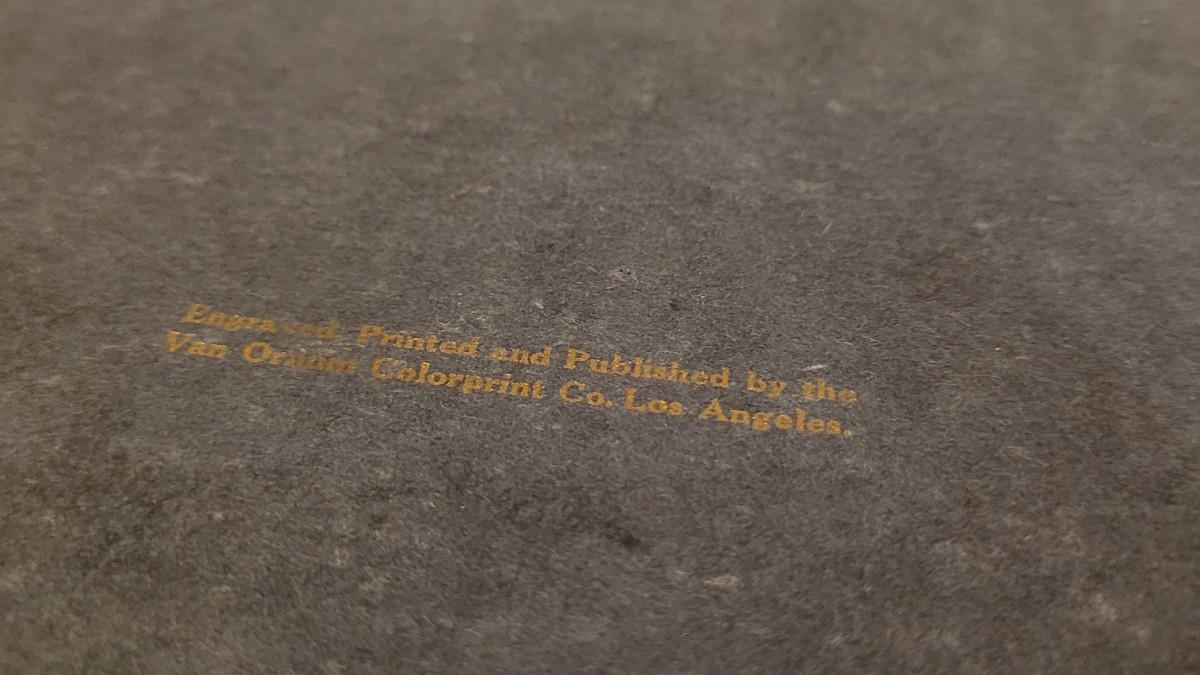 Engraved, Printed and Published by the
Van Ornum Colorprint Co. Los Angeles.